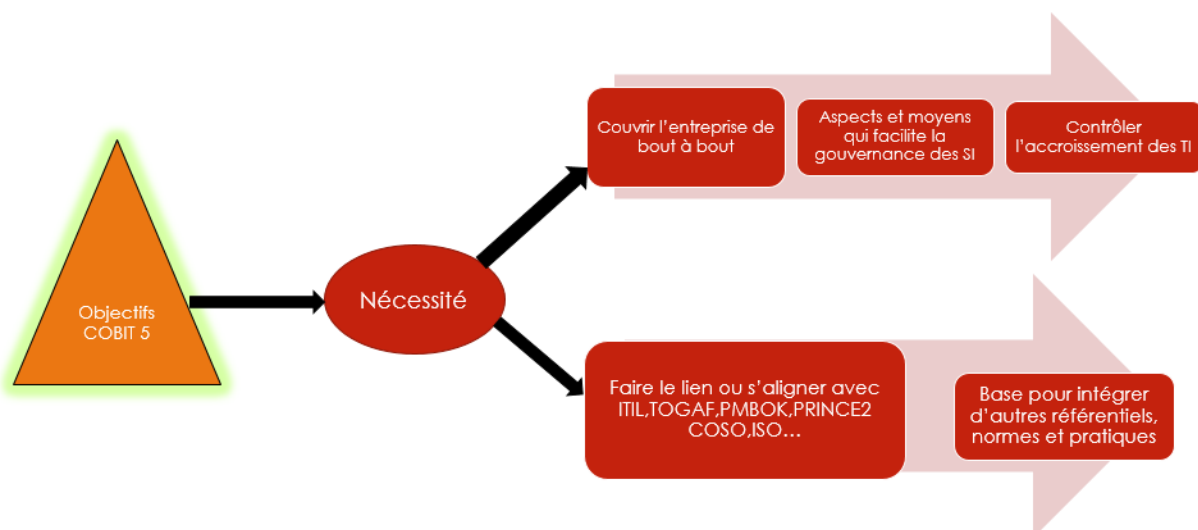 Objectifs
COBIT 5
Nécessité
Couvrir l'entreprise de
bout à bout
Aspects et moyens
qui facilite la
gouvernance des SI
Contrôler
l'accroissement des TI
Faire le lien ou s'aligner avec
ITIL,TOGAF,PMBOK,PRINCE2
COSO,ISO...
Base pour intégrer
d'autres référentiels,
normes et pratiques